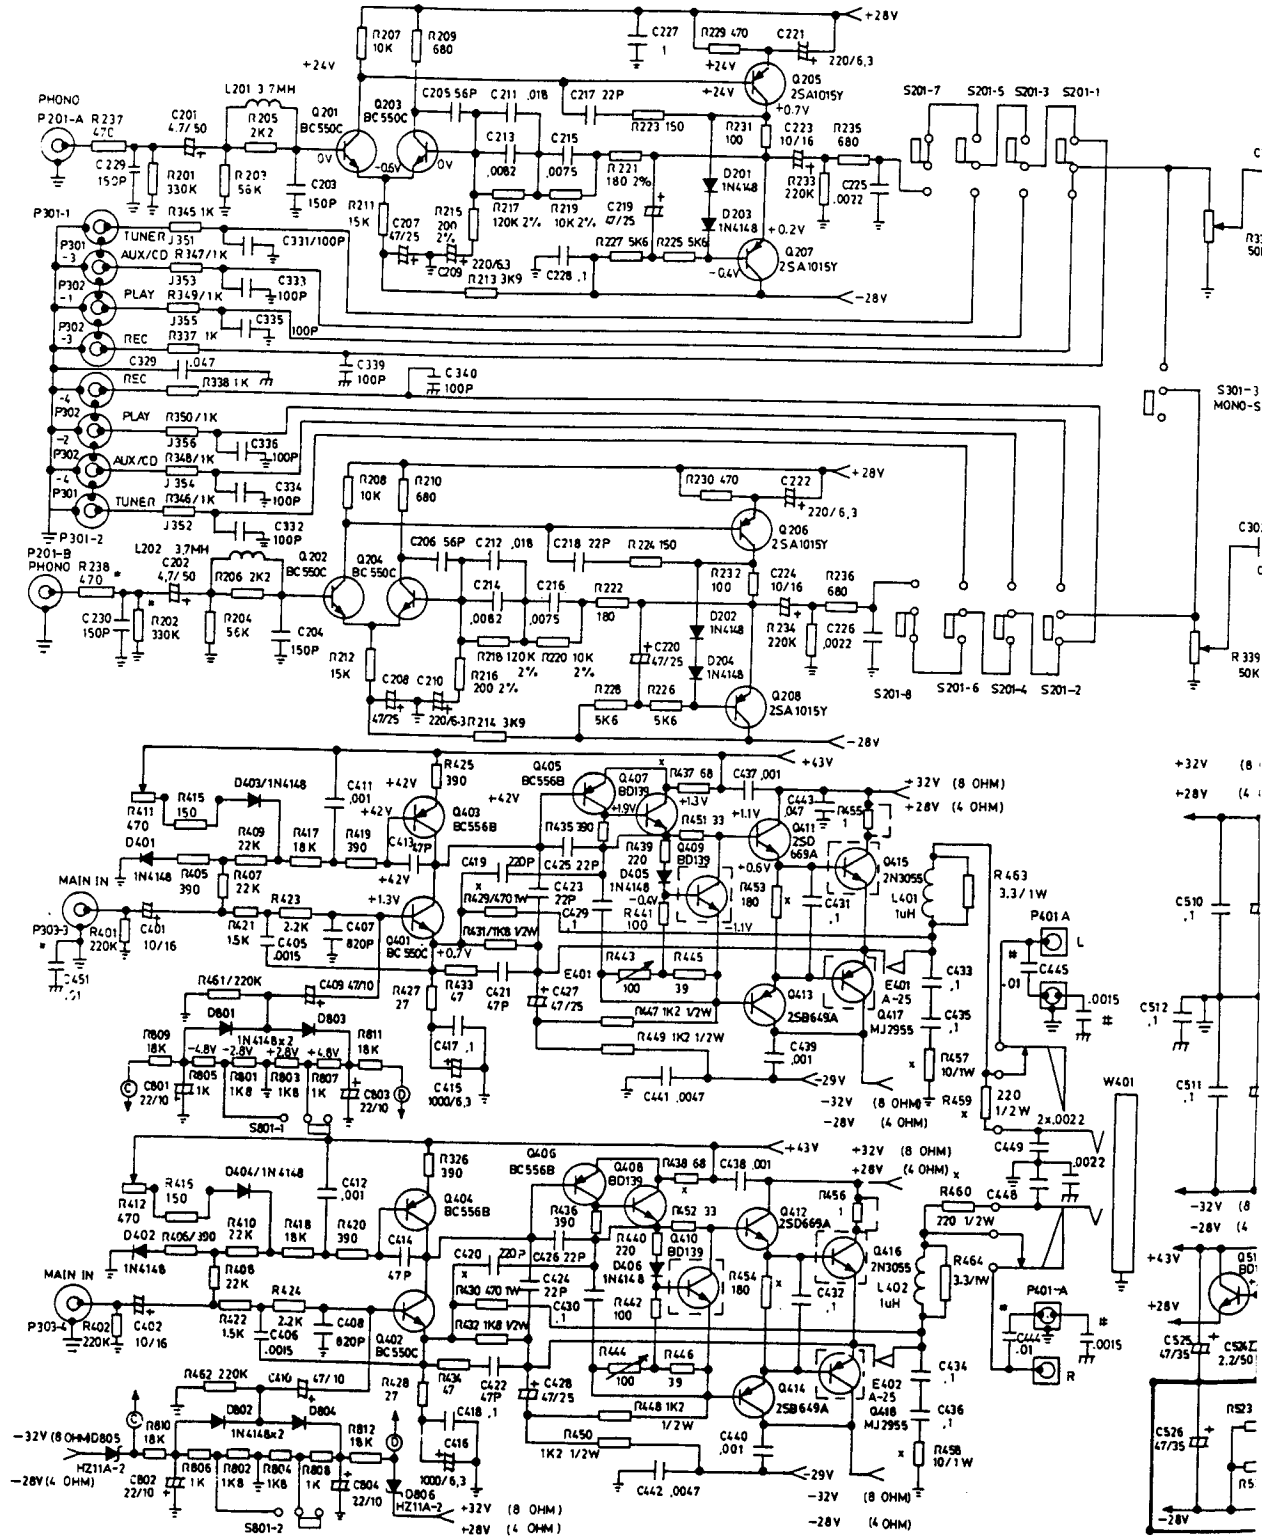 +28V
R207 10K
R209 680
C227 1
R229 470
C221
220/6,3
+24V
+24V
Q205
2SA1015Y
+0.7V
PHONO
P201-A
R237
470
L201 3.7MH
C201
4.7/50
R205
2K2
Q201
BC550C
Q203
BC550C
C205 56P
C211 .018
C217 22P
R223 150
R231
100
C223
10/16
R235
680
S201-7
S201-5
S201-3
S201-1
C229
150P
R201
330K
R203
56K
C203
150P
0V
-0.6V
0V
C213
.0082
C215
.0075
R221
180 2%
D201
1N4148
R233
220K
C225
.0022
R211
15K
C207
47/25
R215
200
2%
R217
120K 2%
R219
10K 2%
C219
47/25
D203
1N4148
+0.2V
Q207
2SA1015Y
C209
220/6.3
R213 3K9
C228 .1
R227 5K6
R225 5K6
-0.4V
-28V
P301-1
TUNER
R345 1K
J351
C331/100P
P301
-3
AUX/CD
R347/1K
J353
C333
100P
P302
-1
PLAY
R349/1K
J355
C335
100P
P302
-3
REC
R337 1K
C329 .047
C339
100P
C340
100P
REC
R338 1K
-4
P302
PLAY
R350/1K
J356
C336
100P
-2
P302
AUX/CD
R348/1K
J354
C334
100P
-4
P301
TUNER
R346/1K
J352
C332
100P
P301-2
S301-3
MONO-S
P201-B
PHONO
R238
470
*
L202 3,7MH
C202
4,7/50
R206 2K2
Q202
BC550C
Q204
BC550C
R208
10K
R210
680
C206 56P
C212 .018
C218 22P
R224 150
R230 470
C222
220/6,3
+28V
Q206
2SA1015Y
R232
100
C224
10/16
R236
680
C230
150P
*
R202
330K
R204
56K
C204
150P
C214
.0082
C216
.0075
R222
180
D202
1N4148
R234
220K
C226
.0022
R212
15K
C208
47/25
C210
220/6.3
R218 120K
2%
R220 10K
2%
R216
200 2%
C220
47/25
D204
1N4148
R214 3K9
R228
5K6
R226
5K6
Q208
2SA1015Y
-28V
S201-8
S201-6
S201-4
S201-2
R339
50K
+43V
R411
470
R415
150
D403/1N4148
C411
.001
R425
390
+42V
+42V
Q403
BC556B
+42V
Q405
BC556B
Q407
BD139
x
R437 68
C437 .001
+32V (8 OHM)
+28V (4 OHM)
D401
1N4148
R405
390
R409
22K
R407
22K
R417
18K
R419
390
C413
47P
+42V
+1.9V
+1.3V
R435 390
R451 33
+1.1V
C443
.047
R455
1
Q411
2SD
669A
Q415
2N3055
MAIN IN
P303-3
R401
220K
C401
10/16
*
C451
.01
R421
1.5K
R423
2.2K
C405
.0015
C407
820P
+1.3V
Q401
BC550C
+0.7V
C419
220P
x
R429/470 1W
R431/1K8 1/2W
C425 22P
C423
22P
C429
.1
R439
220
D405
1N4148
-0.4V
R441
100
Q409
BD139
-1.1V
+0.6V
R453
180
x
C431
.1
L401
1uH
R463
3.3/1W
P401A
L
R461/220K
C409 47/10
R427
27
R433
47
C421
47P
E401
C427
47/25
R443
100
R445
39
Q413
2SB649A
E401
A-25
Q417
MJ2955
C433
.1
C435
.1
#
C445
.01
.0015
#
R809
18K
D801
D803
1N4148x2
R811
18K
-4.8V
-2.8V
+2.8V
+4.8V
C
C801
22/10
R805
1K
R801
1K8
R803
1K8
R807
1K
C803
22/10
D
S801-1
C417 .1
C415
1000/6,3
R447 1K2 1/2W
R449 1K2 1/2W
C439
.001
C441 .0047
-29V
-32V (8 OHM)
-28V (4 OHM)
R457
10/1W
R459
x
220
1/2W
2x.0022
C449
.0022
W401
+32V (8
+28V (4
C510
.1
C512
.1
C511
.1
-32V (8
-28V (4
+43V
R412
470
R415
150
D404/1N4148
C412
.001
R326
390
Q404
BC556B
Q406
BC556B
Q408
BD139
R438 68
x
C438 .001
+32V (8 OHM)
+28V (4 OHM)
D402
1N4148
R406/390
R410
22K
R408
22K
R418
18K
R420
390
C414
47P
R436
390
R452 33
Q412
2SD669A
R456
1
Q416
2N3055
x
R460
220 1/2W
C448
MAIN IN
P303-4
R402
220K
C402
10/16
R422
1.5K
R424
2.2K
C406
.0015
C408
820P
Q402
BC550C
C420
220P
x
R430 470 1W
R432 1K8 1/2W
C426 22P
C424
22P
C430
.1
R440
220
D406
1N4148
R442
100
Q410
BD139
R454
180
x
C432
.1
L402
1uH
R464
3.3/1W
P401-A
#
C444
.01
#
.0015
R
R462 220K
C410
47/10
R428
27
R434
47
C422
47P
C428
47/25
R444
100
R446
39
Q414
2SB649A
E402
A-25
Q418
MJ2955
C434
.1
C436
.1
x
R458
10/1W
-32V (8 OHM)
-28V (4 OHM)
D805
HZ11A-2
C
R810
18K
D802
D804
1N4148x2
R812
18K
D
C802
22/10
R806
1K
R802
1K8
R804
1K8
R808
1K
C804
22/10
S801-2
D806
HZ11A-2
C418
.1
C416
1000/6,3
R448 1K2
1/2W
R450
1K2 1/2W
C440
.001
C442 .0047
-29V
-32V (8 OHM)
-28V (4 OHM)
+32V (8 OHM)
+28V (4 OHM)
+43V
+28V
C525
47/35
2.2/50
C526
47/35
R523
-28V